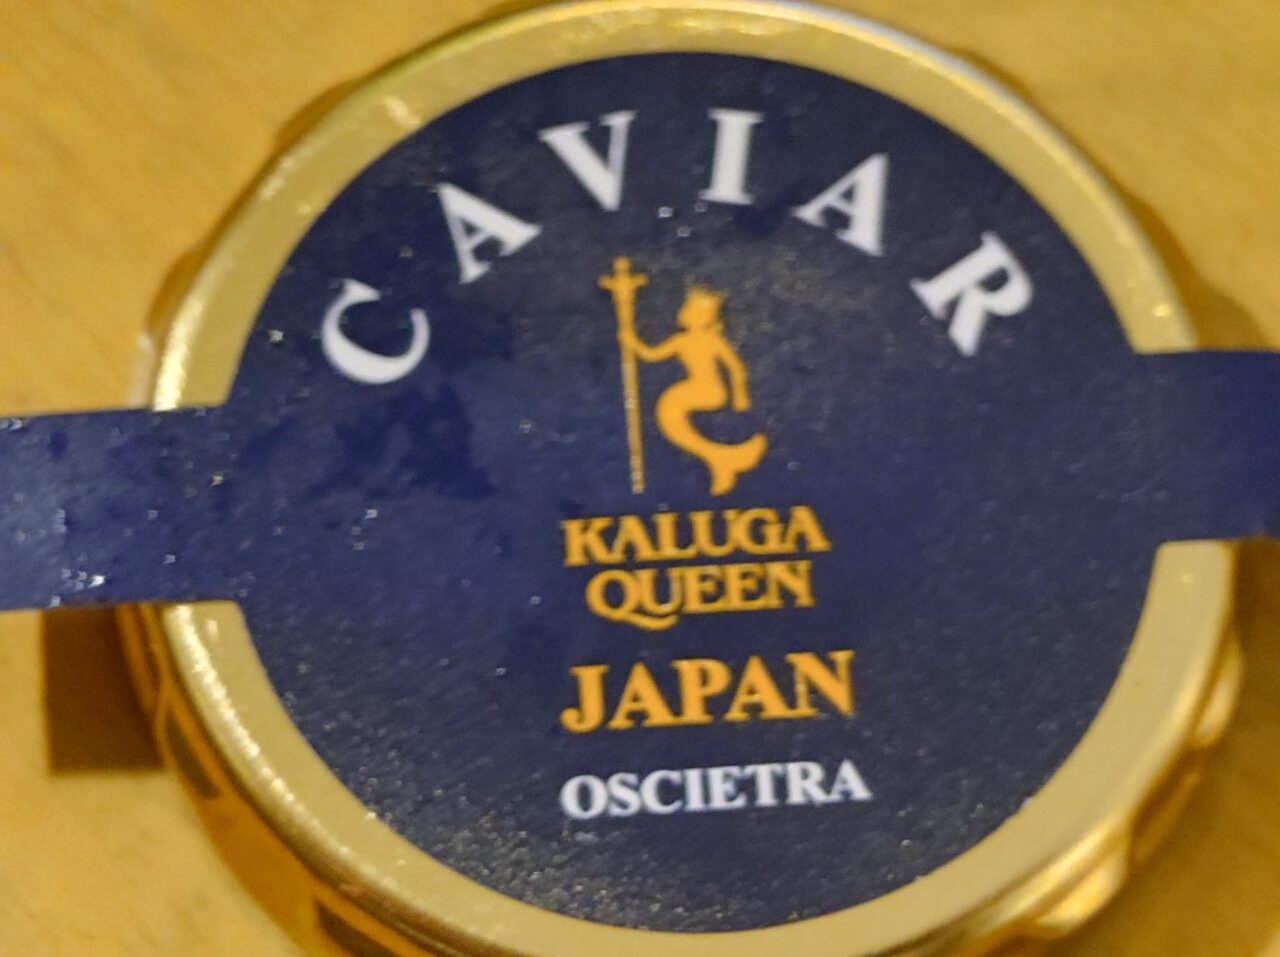 CAVIAR
KALUGA
QUEEN
JAPAN
OSCIETRA